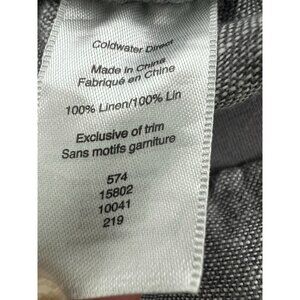 Coldwater Direct
Made in China
Fabriqué en Chine
100% Linen/100% Lin
Exclusive of trim
Sans motifs garniture
574
15802
10041
219